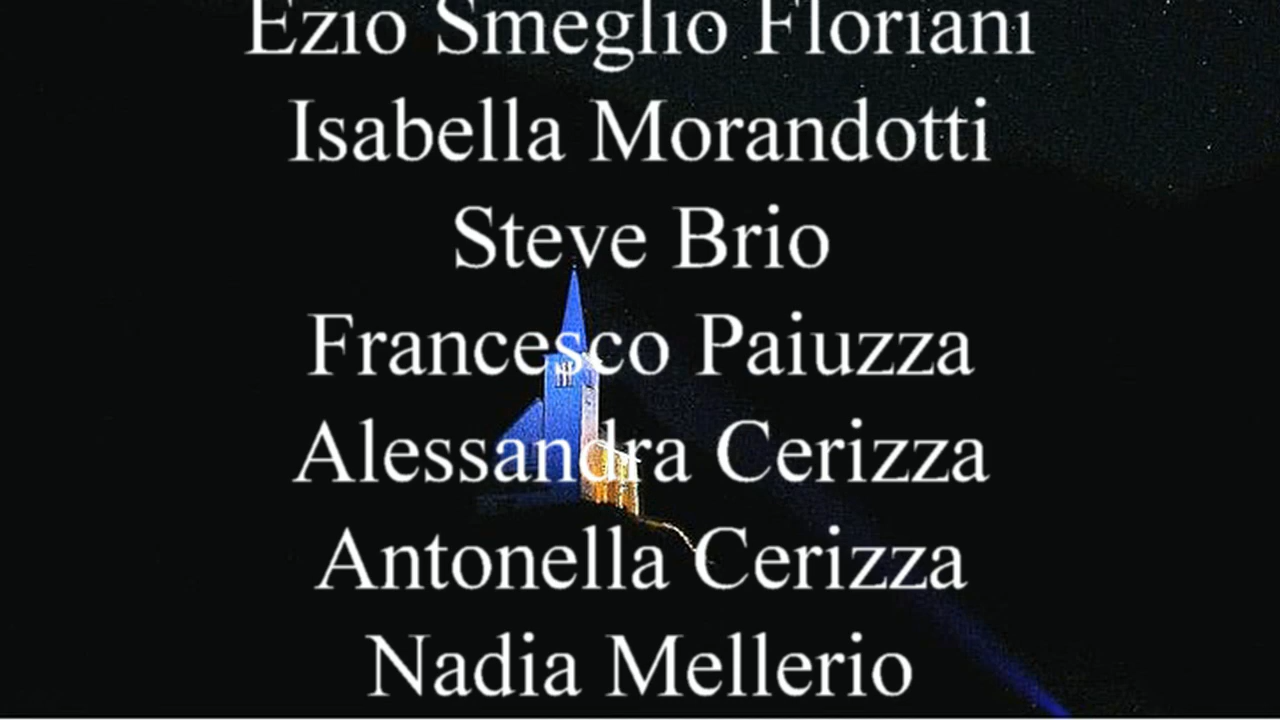 Ezio Smeglio Floriani
Isabella Morandotti
Steve Brio
Francesco Paiuzza
Alessandra Cerizza
Antonella Cerizza
Nadia Mellerio